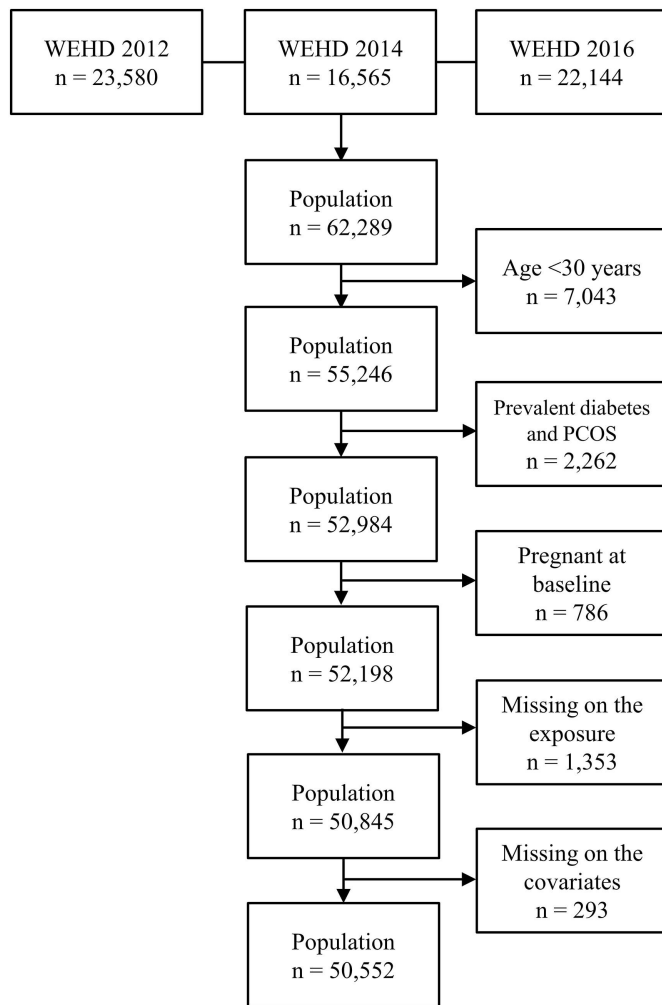 WEHD 2012
n = 23,580
WEHD 2014
n = 16,565
WEHD 2016
n = 22,144
Population
n = 62,289
Age <30 years
n = 7,043
Population
n = 55,246
Prevalent diabetes
and PCOS
n = 2,262
Population
n = 52,984
Pregnant at
baseline
n = 786
Population
n = 52,198
Missing on the
exposure
n = 1,353
Population
n = 50,845
Missing on the
covariates
n = 293
Population
n = 50,552